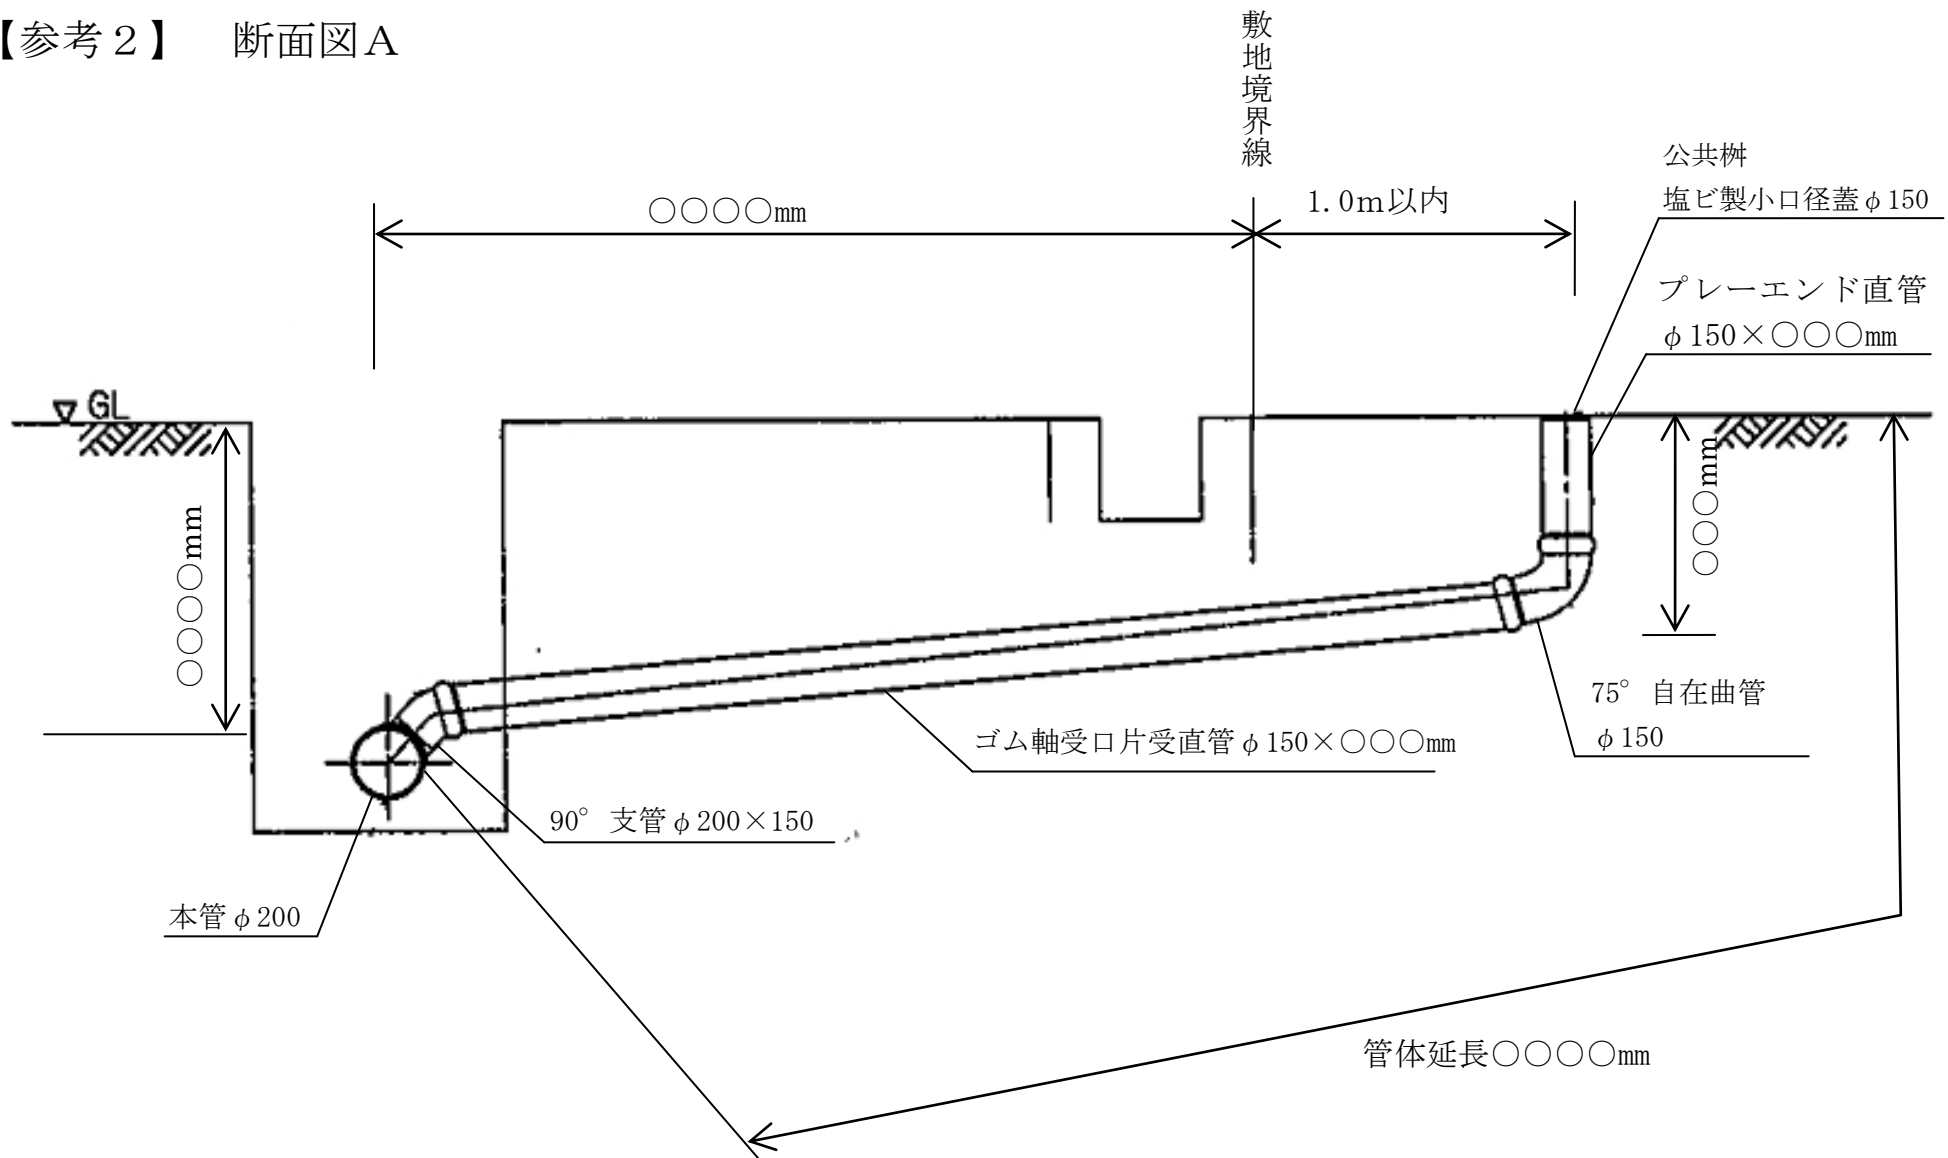 【参考２】　断面図Ａ
敷地境界線
○○○○㎜
1.0ｍ以内
公共桝
塩ビ製小口径蓋φ150
プレーエンド直管
φ150×○○○㎜
GL
○○○○㎜
○○○㎜
75°自在曲管
φ150
ゴム軸受口片受直管φ150×○○○㎜
90°支管φ200×150
本管φ200
管体延長○○○○㎜